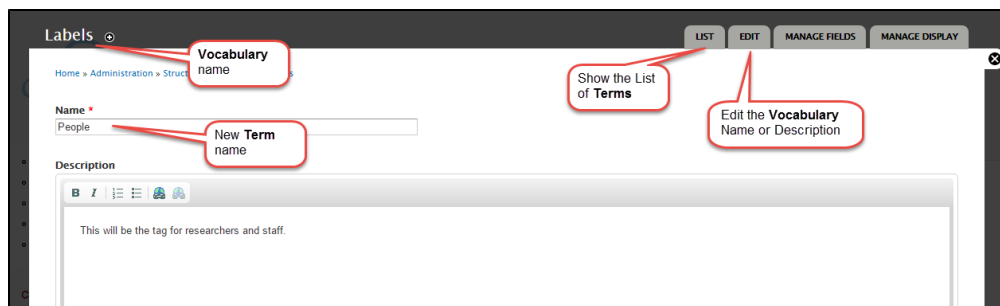 Labels
LIST EDIT MANAGE FIELDS MANAGE DISPLAY
Vocabulary
name
Home » Administration » Struct
Show the List
of Terms
Name *
Edit the Vocabulary
Name or Description
People
New Term
name
Description
B I
This will be the tag for researchers and staff.